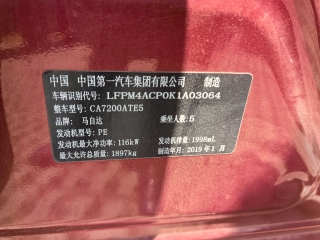 中国 中国第一汽车集团有限公司 制造
车辆识别代号: LFPM4ACP0K1A03064
整车型号: CA7200ATE5
品牌: 马自达 乘坐人数: 5
发动机型号: PE
发动机最大净功率: 116kW 发动机排量: 1998mL
最大允许总质量: 1897kg 制造年月: 2019年1月